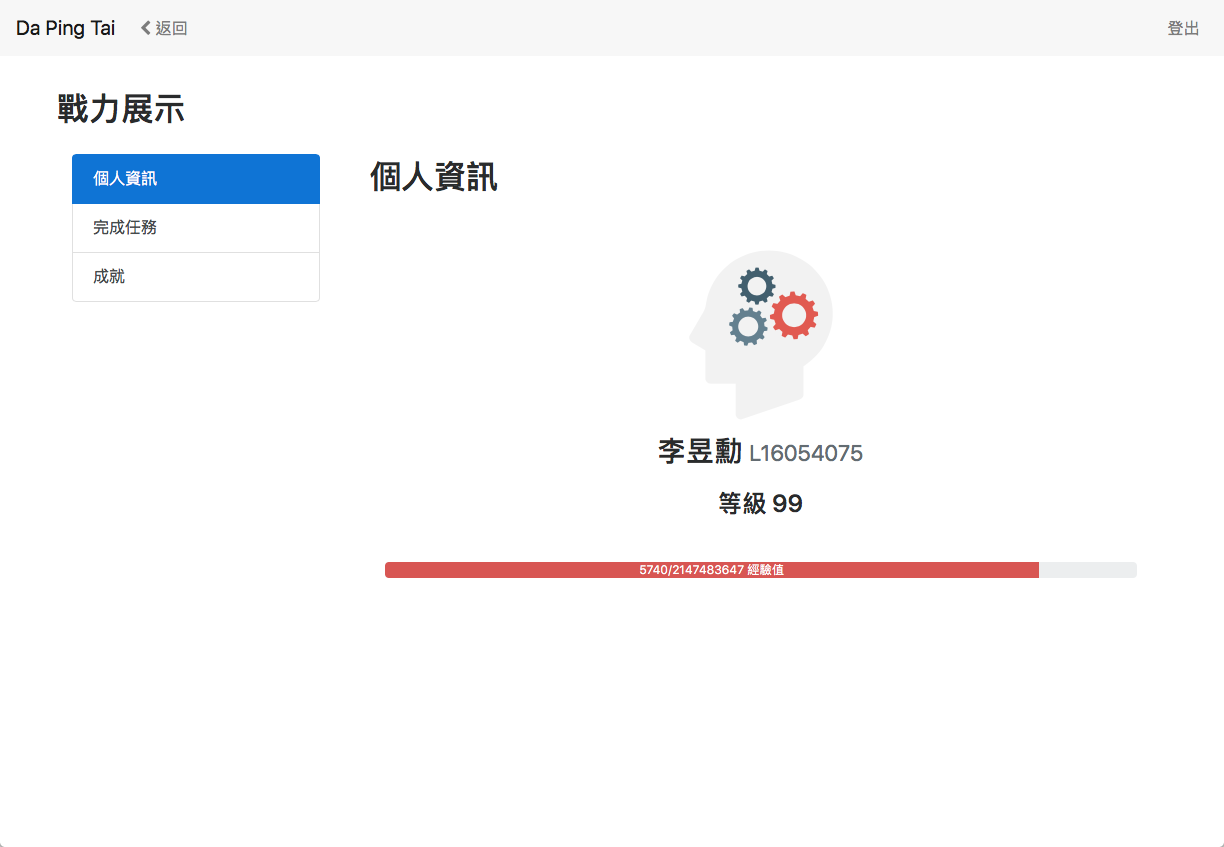 Da Ping Tai 返回 登出
戰力展示
個人資訊
完成任務
成就
個人資訊
李昱勳 L16054075
等級 99
5740/2147483647 經驗值